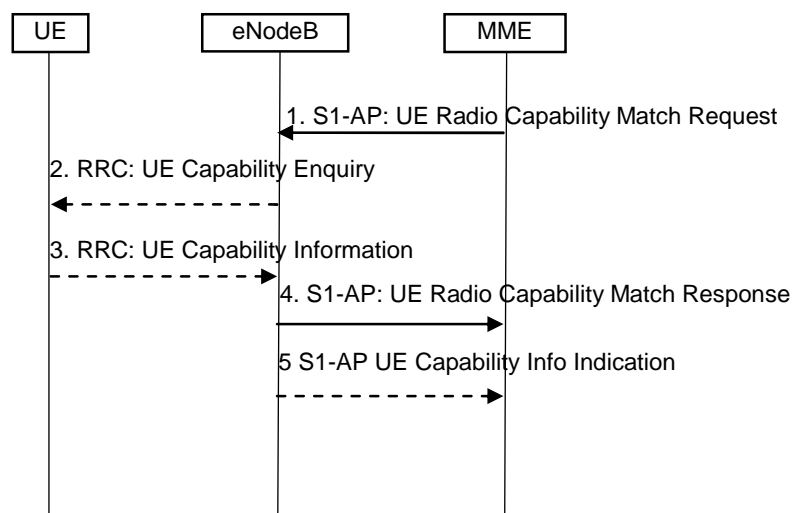 UE
eNodeB
MME
1. S1-AP: UE Radio Capability Match Request
2. RRC: UE Capability Enquiry
3. RRC: UE Capability Information
4. S1-AP: UE Radio Capability Match Response
5 S1-AP UE Capability Info Indication